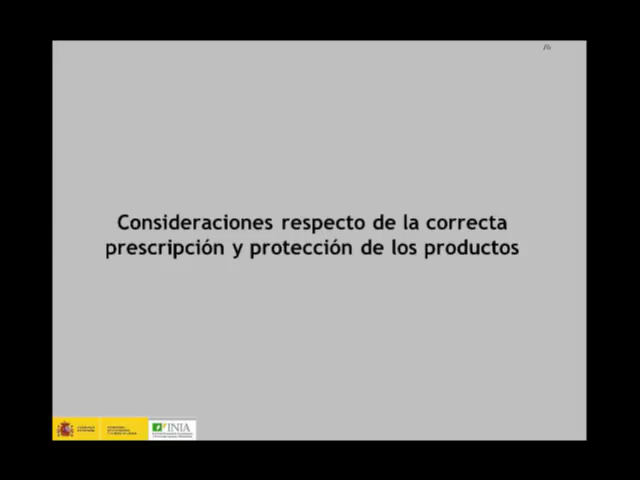 Consideraciones respecto de la correcta
prescripción y protección de los productos
INIA